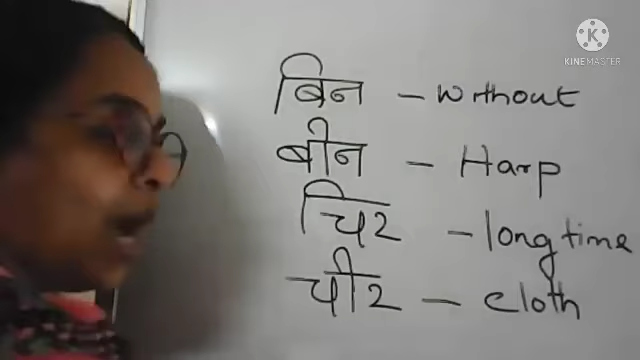 बिन - without
बीन - Harp
चिर - long time
चीर - cloth
KINEMASTER